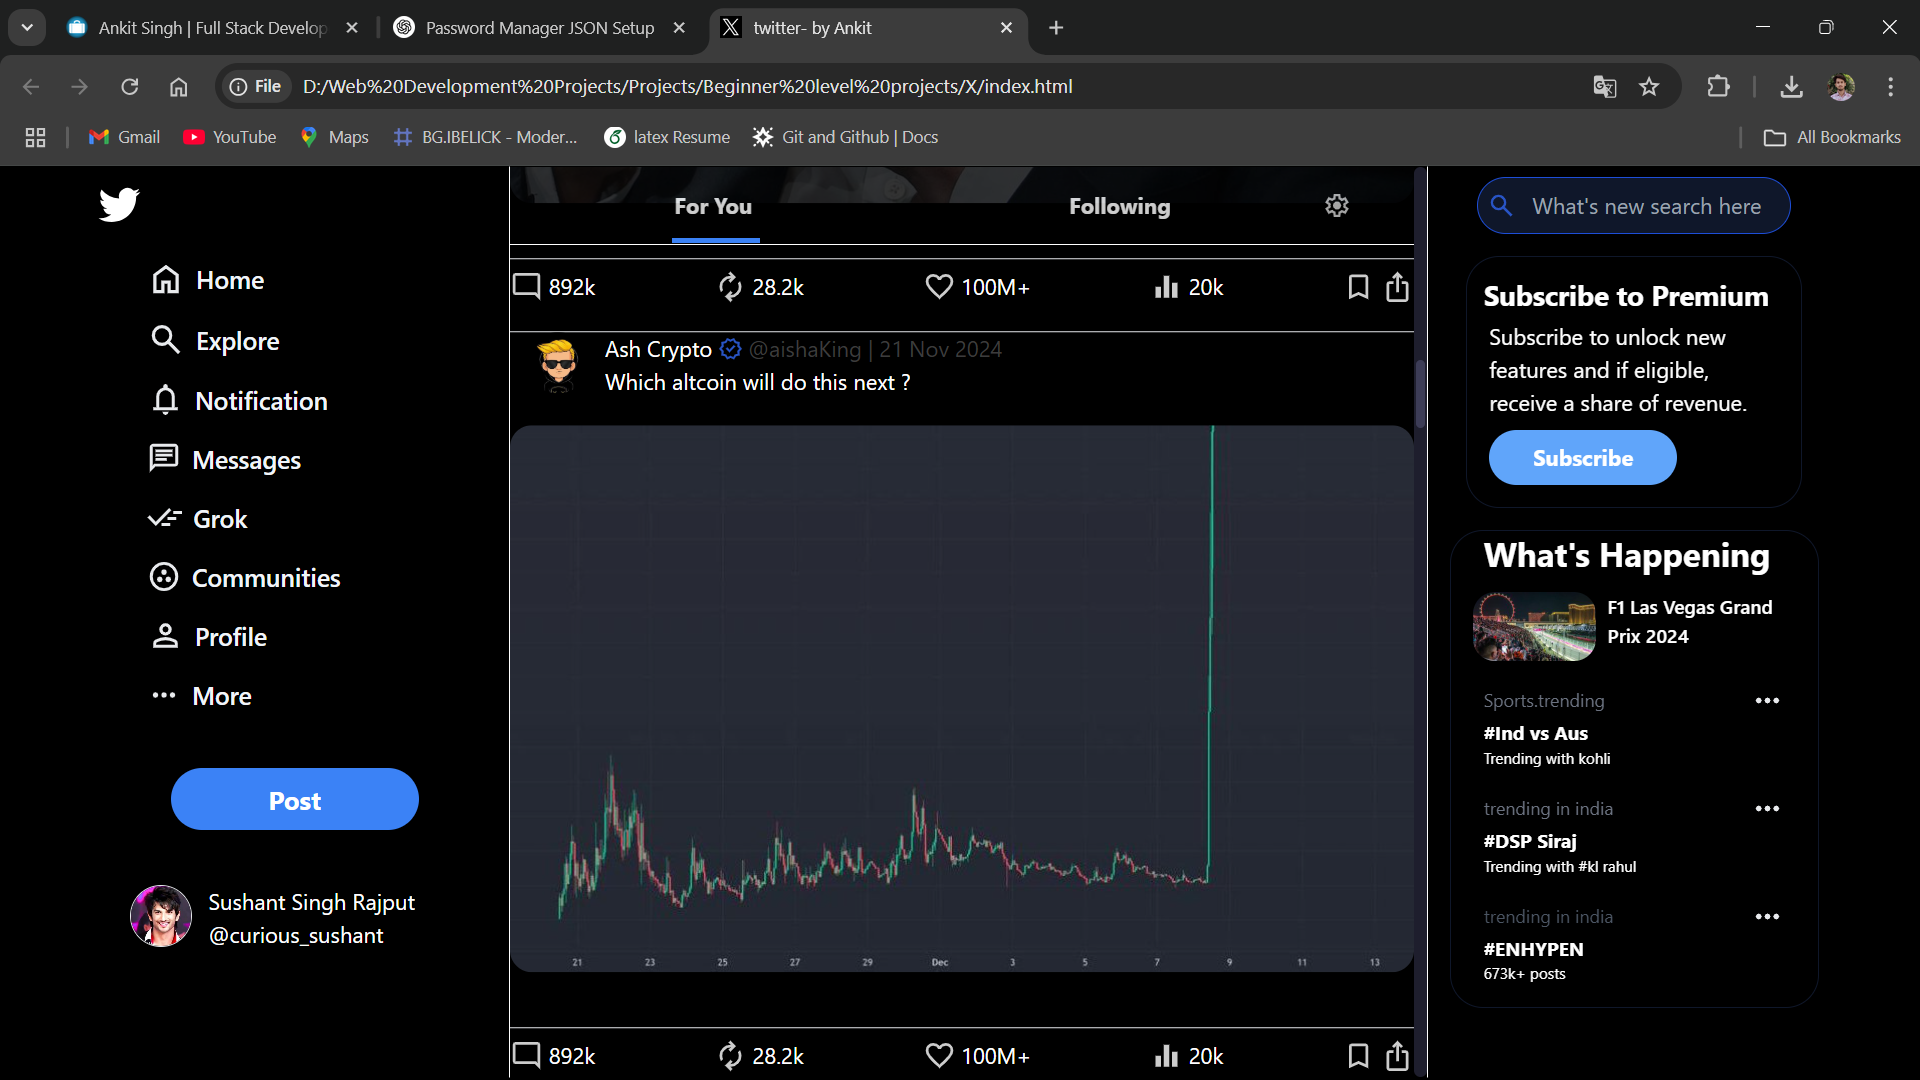 Ankit Singh | Full Stack Develop
Password Manager JSON Setup
twitter- by Ankit
File
D:/Web%20Development%20Projects/Projects/Beginner%20level%20projects/X/index.html
Gmail
YouTube
Maps
BG.IBELICK - Moder...
latex Resume
Git and Github | Docs
All Bookmarks
Home
Explore
Notification
Messages
Grok
Communities
Profile
More
Post
Sushant Singh Rajput
@curious_sushant
For You
Following
892k
28.2k
100M+
20k
Ash Crypto @aishaKing | 21 Nov 2024
Which altcoin will do this next ?
21 23 25 27 29 Dec 3 5 7 9 11 13
892k
28.2k
100M+
20k
What's new search here
Subscribe to Premium
Subscribe to unlock new
features and if eligible,
receive a share of revenue.
Subscribe
What's Happening
F1 Las Vegas Grand
Prix 2024
Sports.trending
#Ind vs Aus
Trending with kohli
trending in india
#DSP Siraj
Trending with #kl rahul
trending in india
#ENHYPEN
673k+ posts